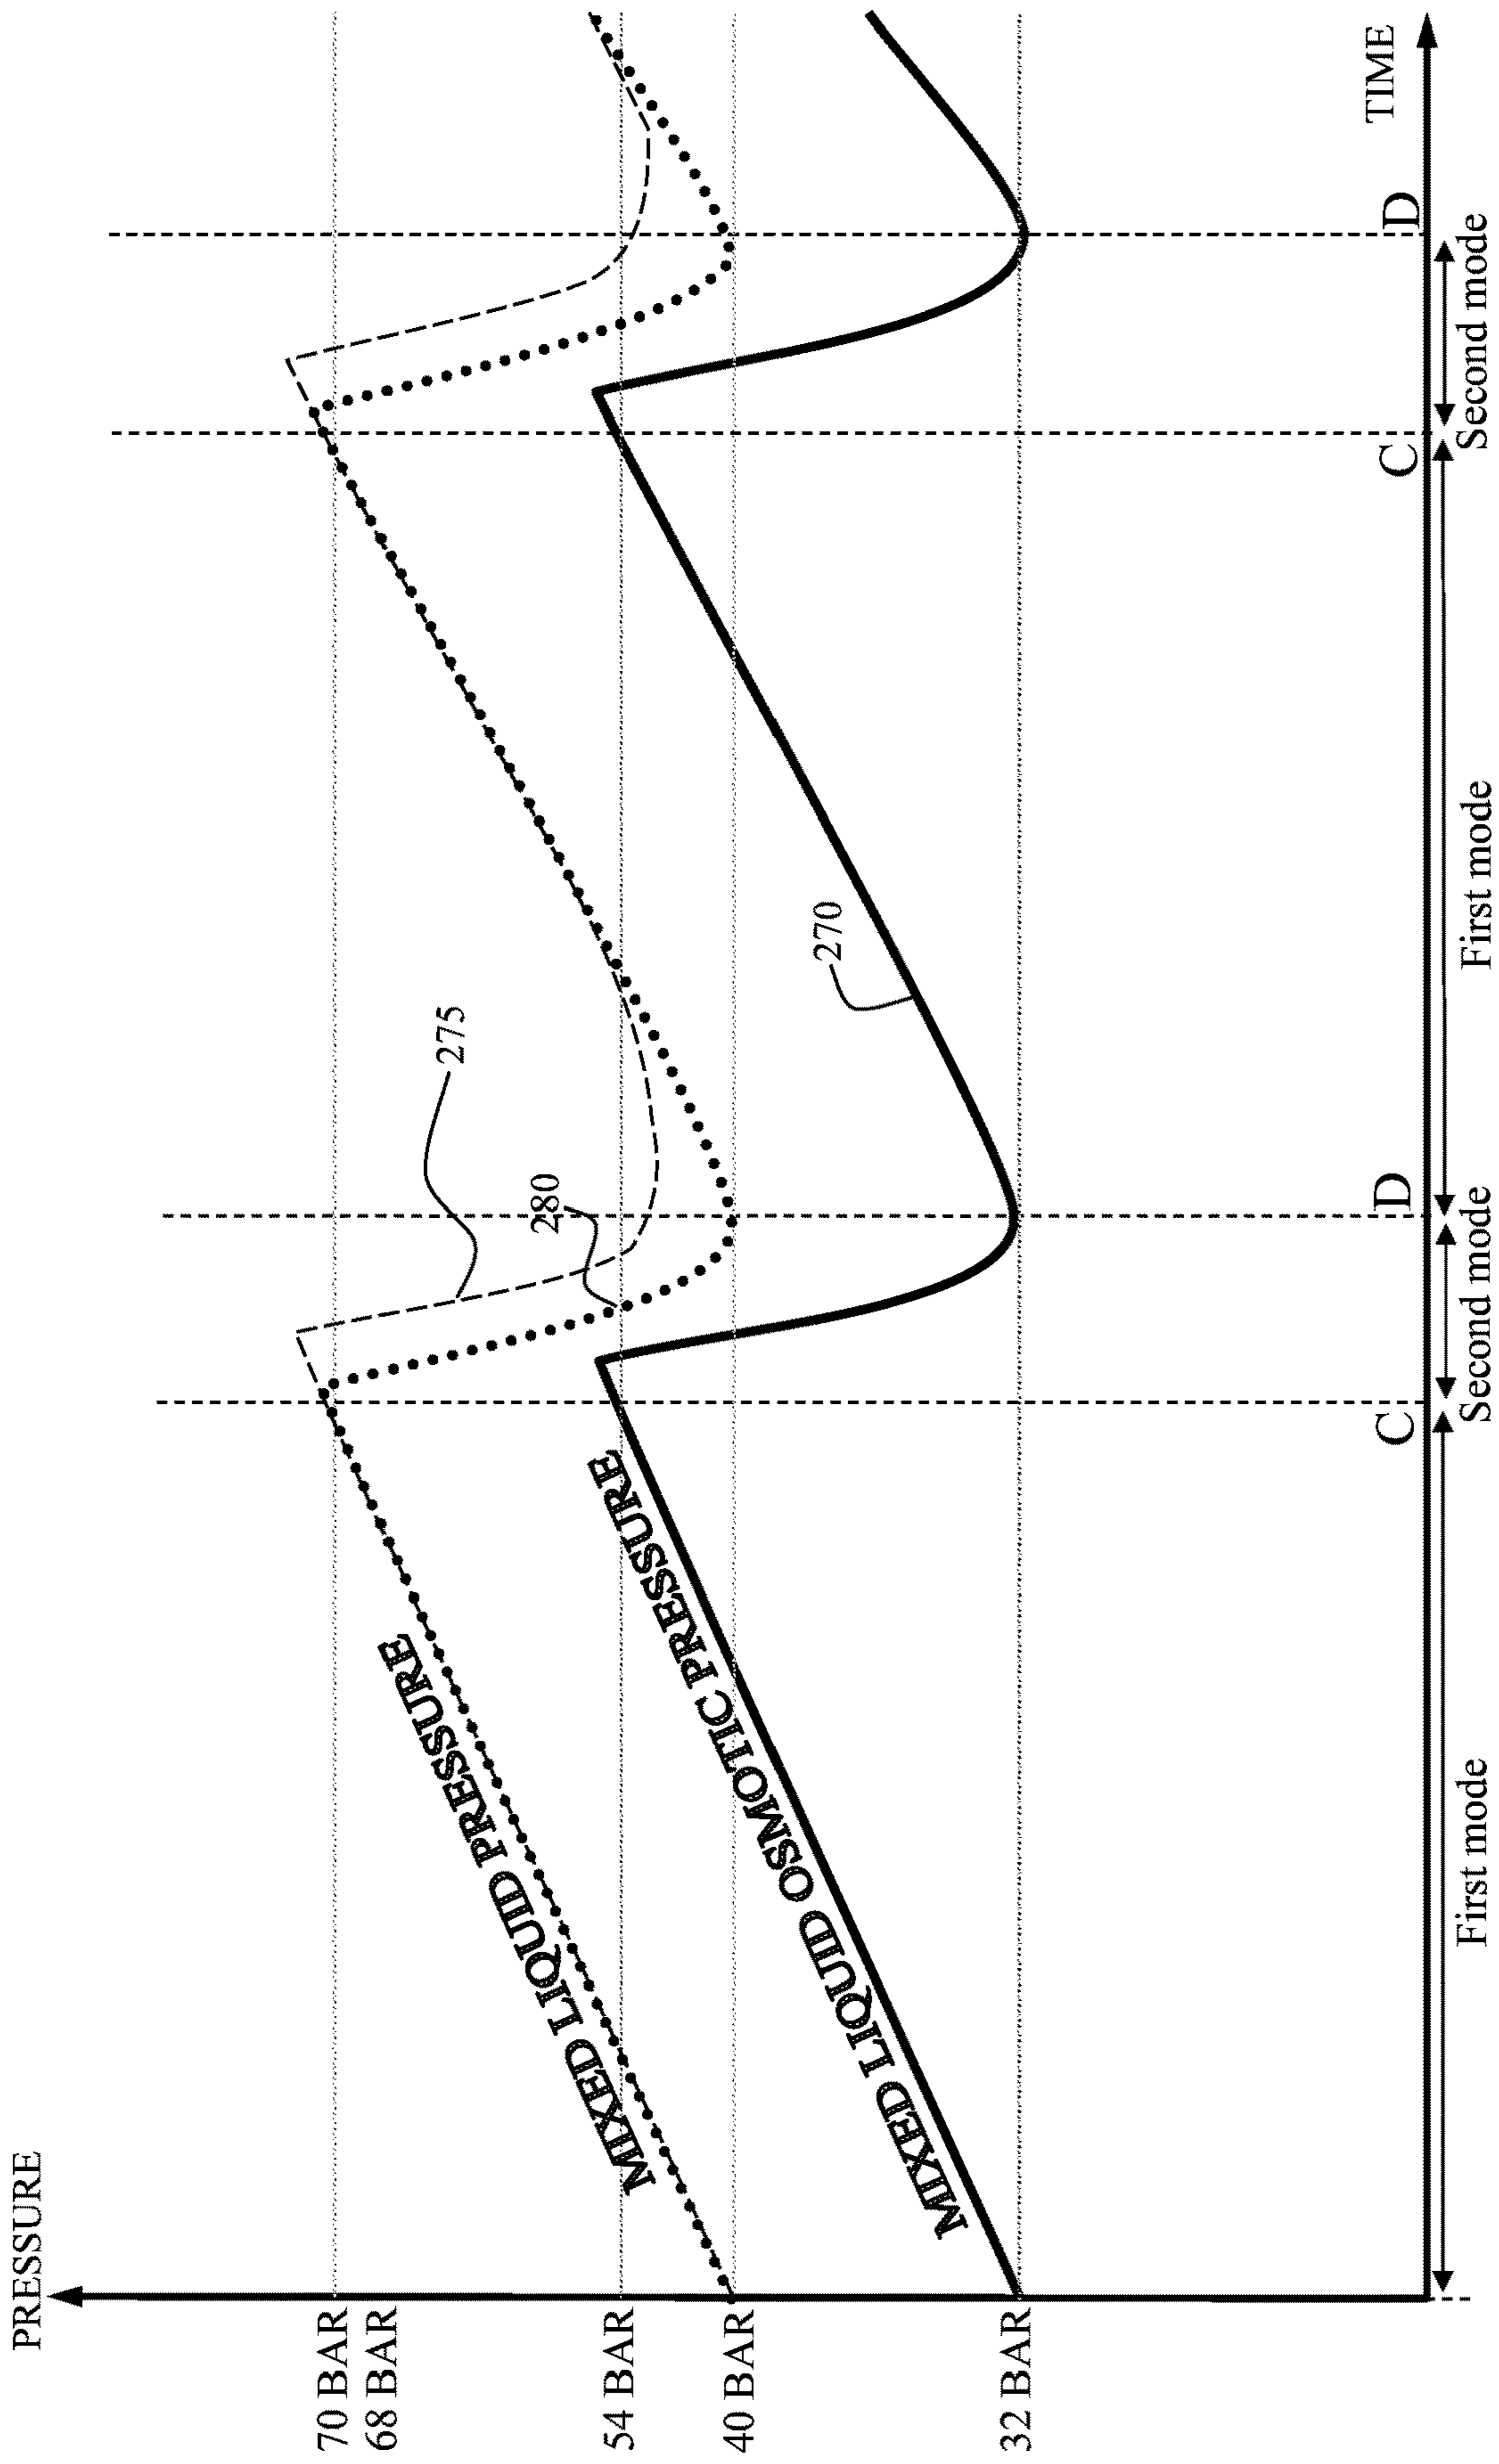 PRESSURE
70 BAR
68 BAR
54 BAR
40 BAR
32 BAR
MIXED LIQUID PRESSURE
MIXED LIQUID OSMOTIC PRESSURE
275
280
270
C
D
C
D
TIME
First mode
Second mode
First mode
Second mode